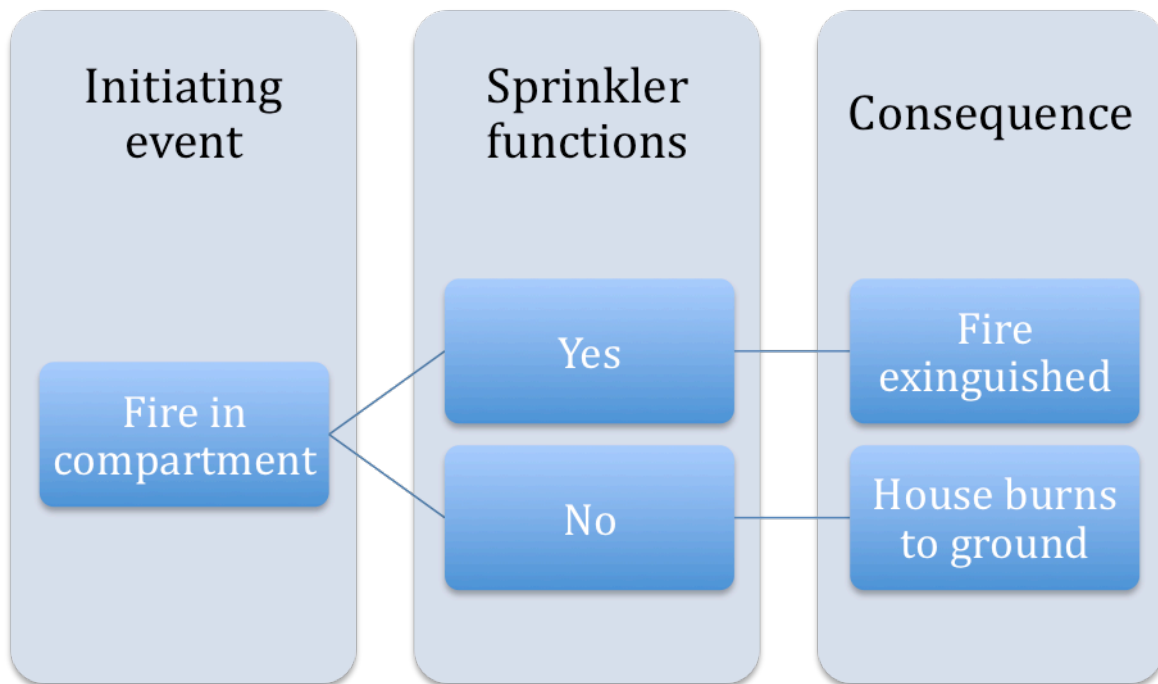 Initiating
event
Sprinkler
functions
Consequence
Fire in
compartment
Yes
No
Fire
exinguished
House burns
to ground